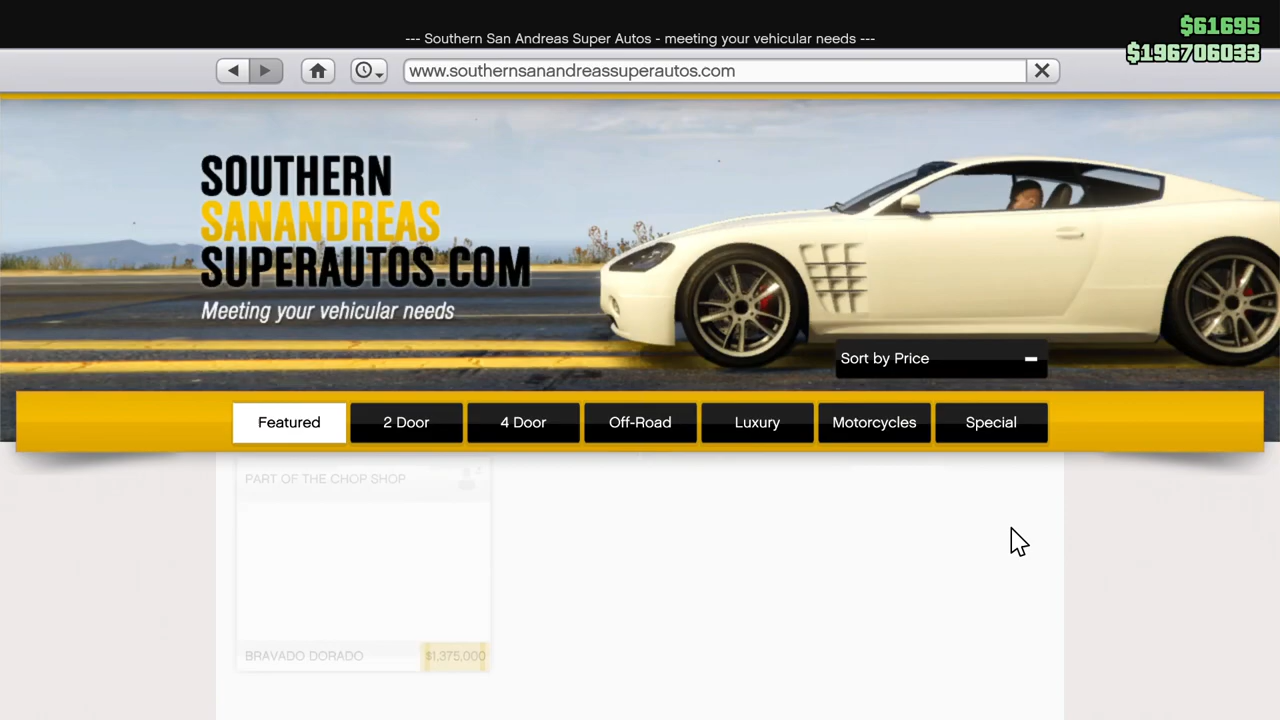 $61695
--- Southern San Andreas Super Autos - meeting your vehicular needs ---
$196706033
www.southernsanandreassuperautos.com
SOUTHERN
SANANDREAS
SUPERAUTOS.COM
Meeting your vehicular needs
Sort by Price
Featured 2 Door 4 Door Off-Road Luxury Motorcycles Special
PART OF THE CHOP SHOP
BRAVADO DORADO $1,375,000